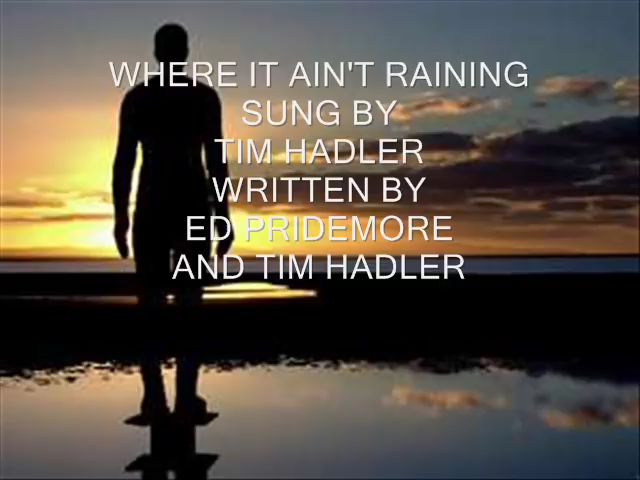 WHERE IT AIN'T RAINING
SUNG BY
TIM HADLER
WRITTEN BY
ED PRIDEMORE
AND TIM HADLER